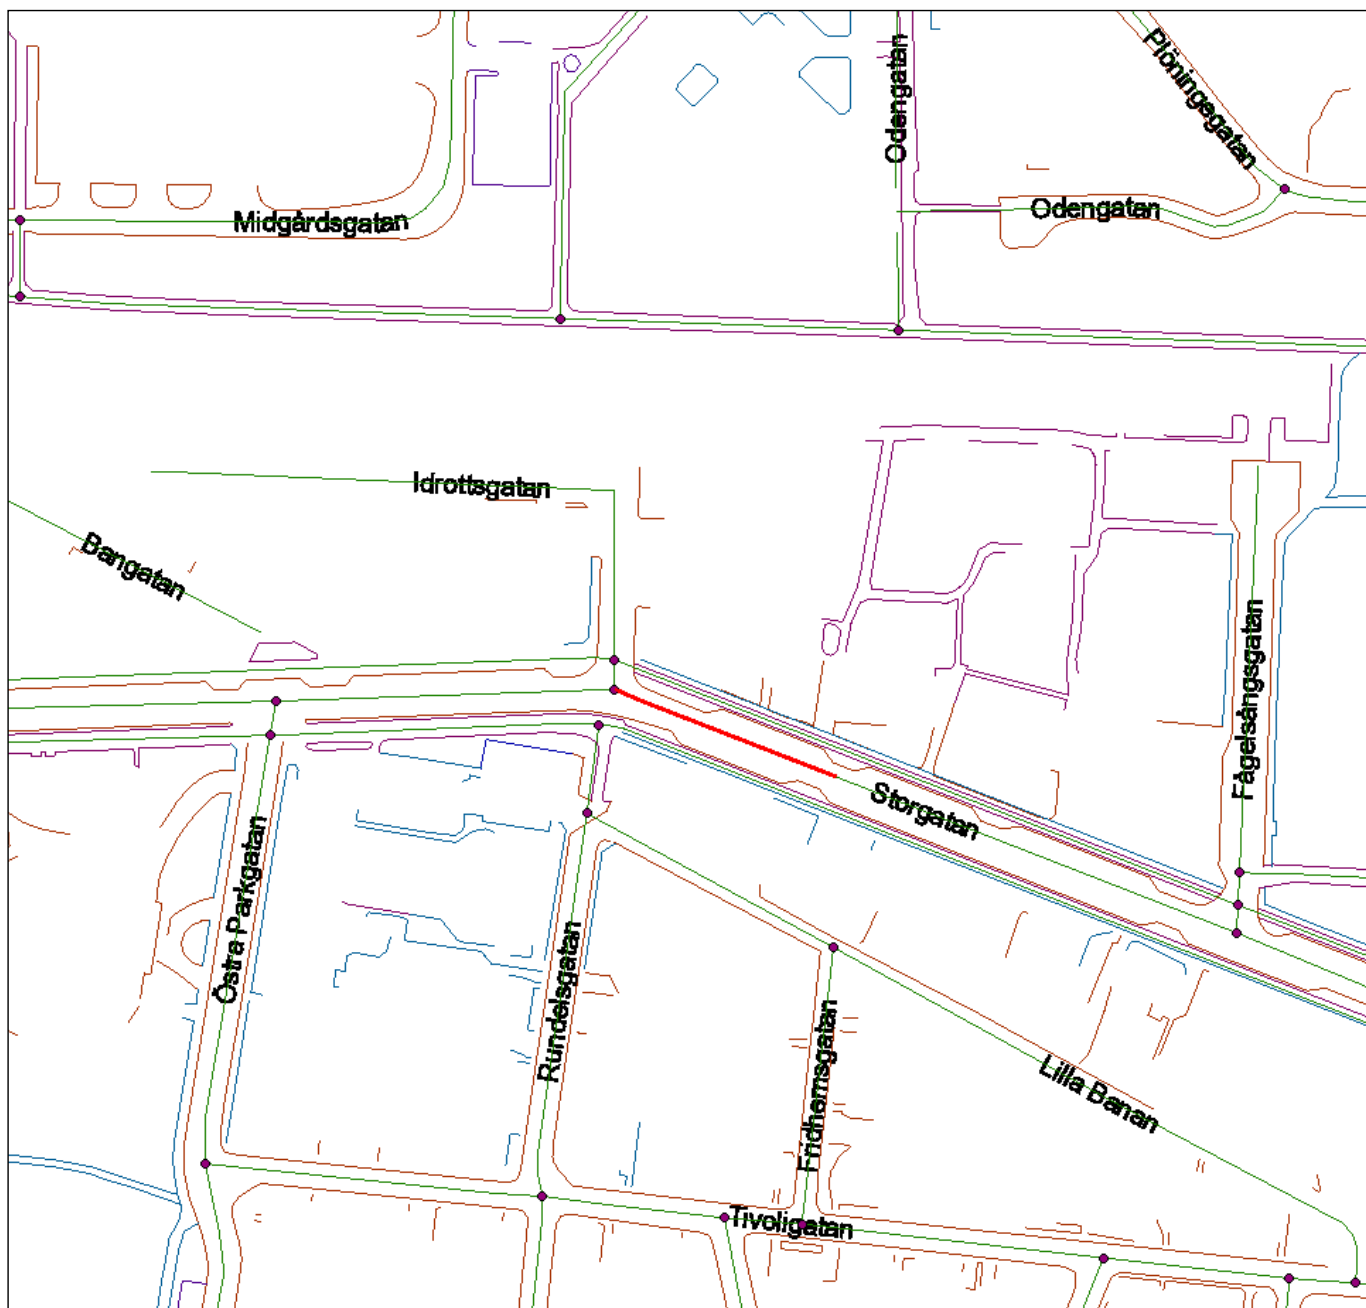 Plöningegatan
Odengatan
Midgårdsgatan
Odengatan
Idrottsgatan
Bangatan
Fågelsångsgatan
Storgatan
Östra Parkgatan
Rundelsgatan
Fridhemsgatan
Lilla Banan
Tivoligatan